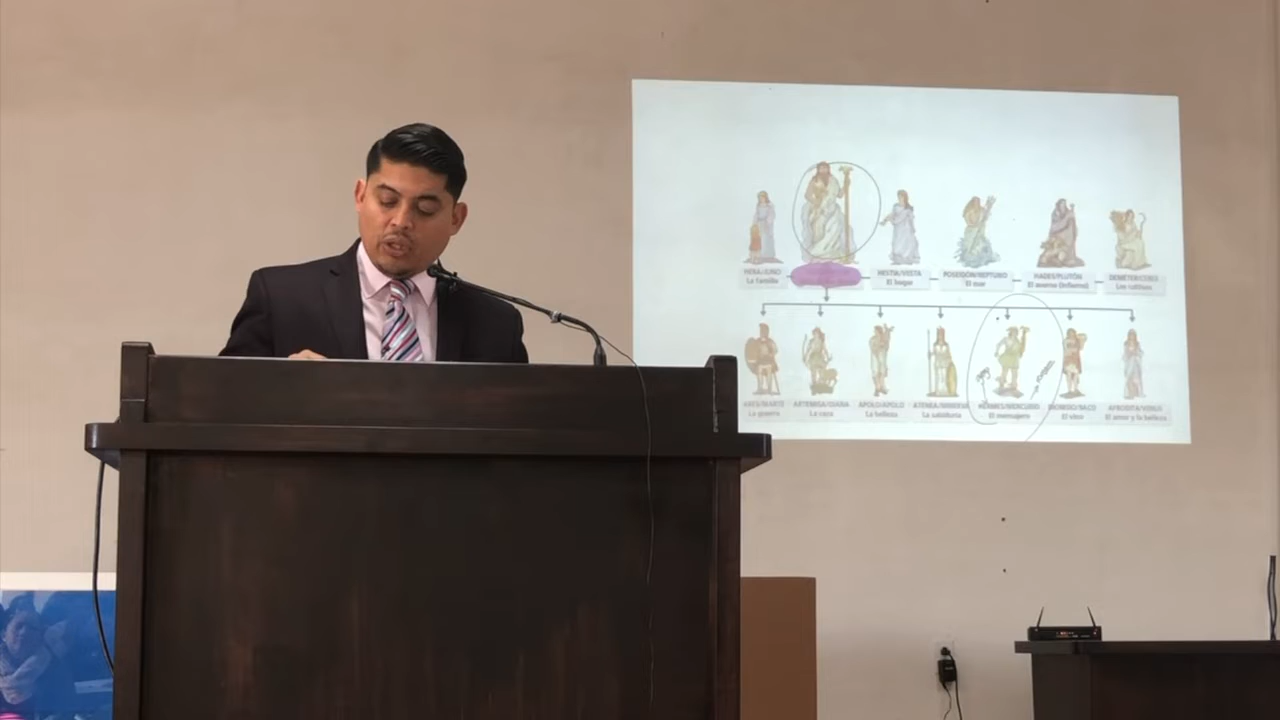 HERA/JUNO
La familia
HESTIA/VESTA
El hogar
POSEIDÓN/NEPTUNO
El mar
HADES/PLUTÓN
El averno (infierno)
DEMETER/CERES
Los cultivos
ARES/MARTE
La guerra
ARTEMISA/DIANA
La caza
APOLO/APOLO
La belleza
ATENEA/MINERVA
La sabiduría
HERMES/MERCURIO
El mensajero
DIONISIO/BACO
El vino
AFRODITA/VENUS
El amor y la belleza